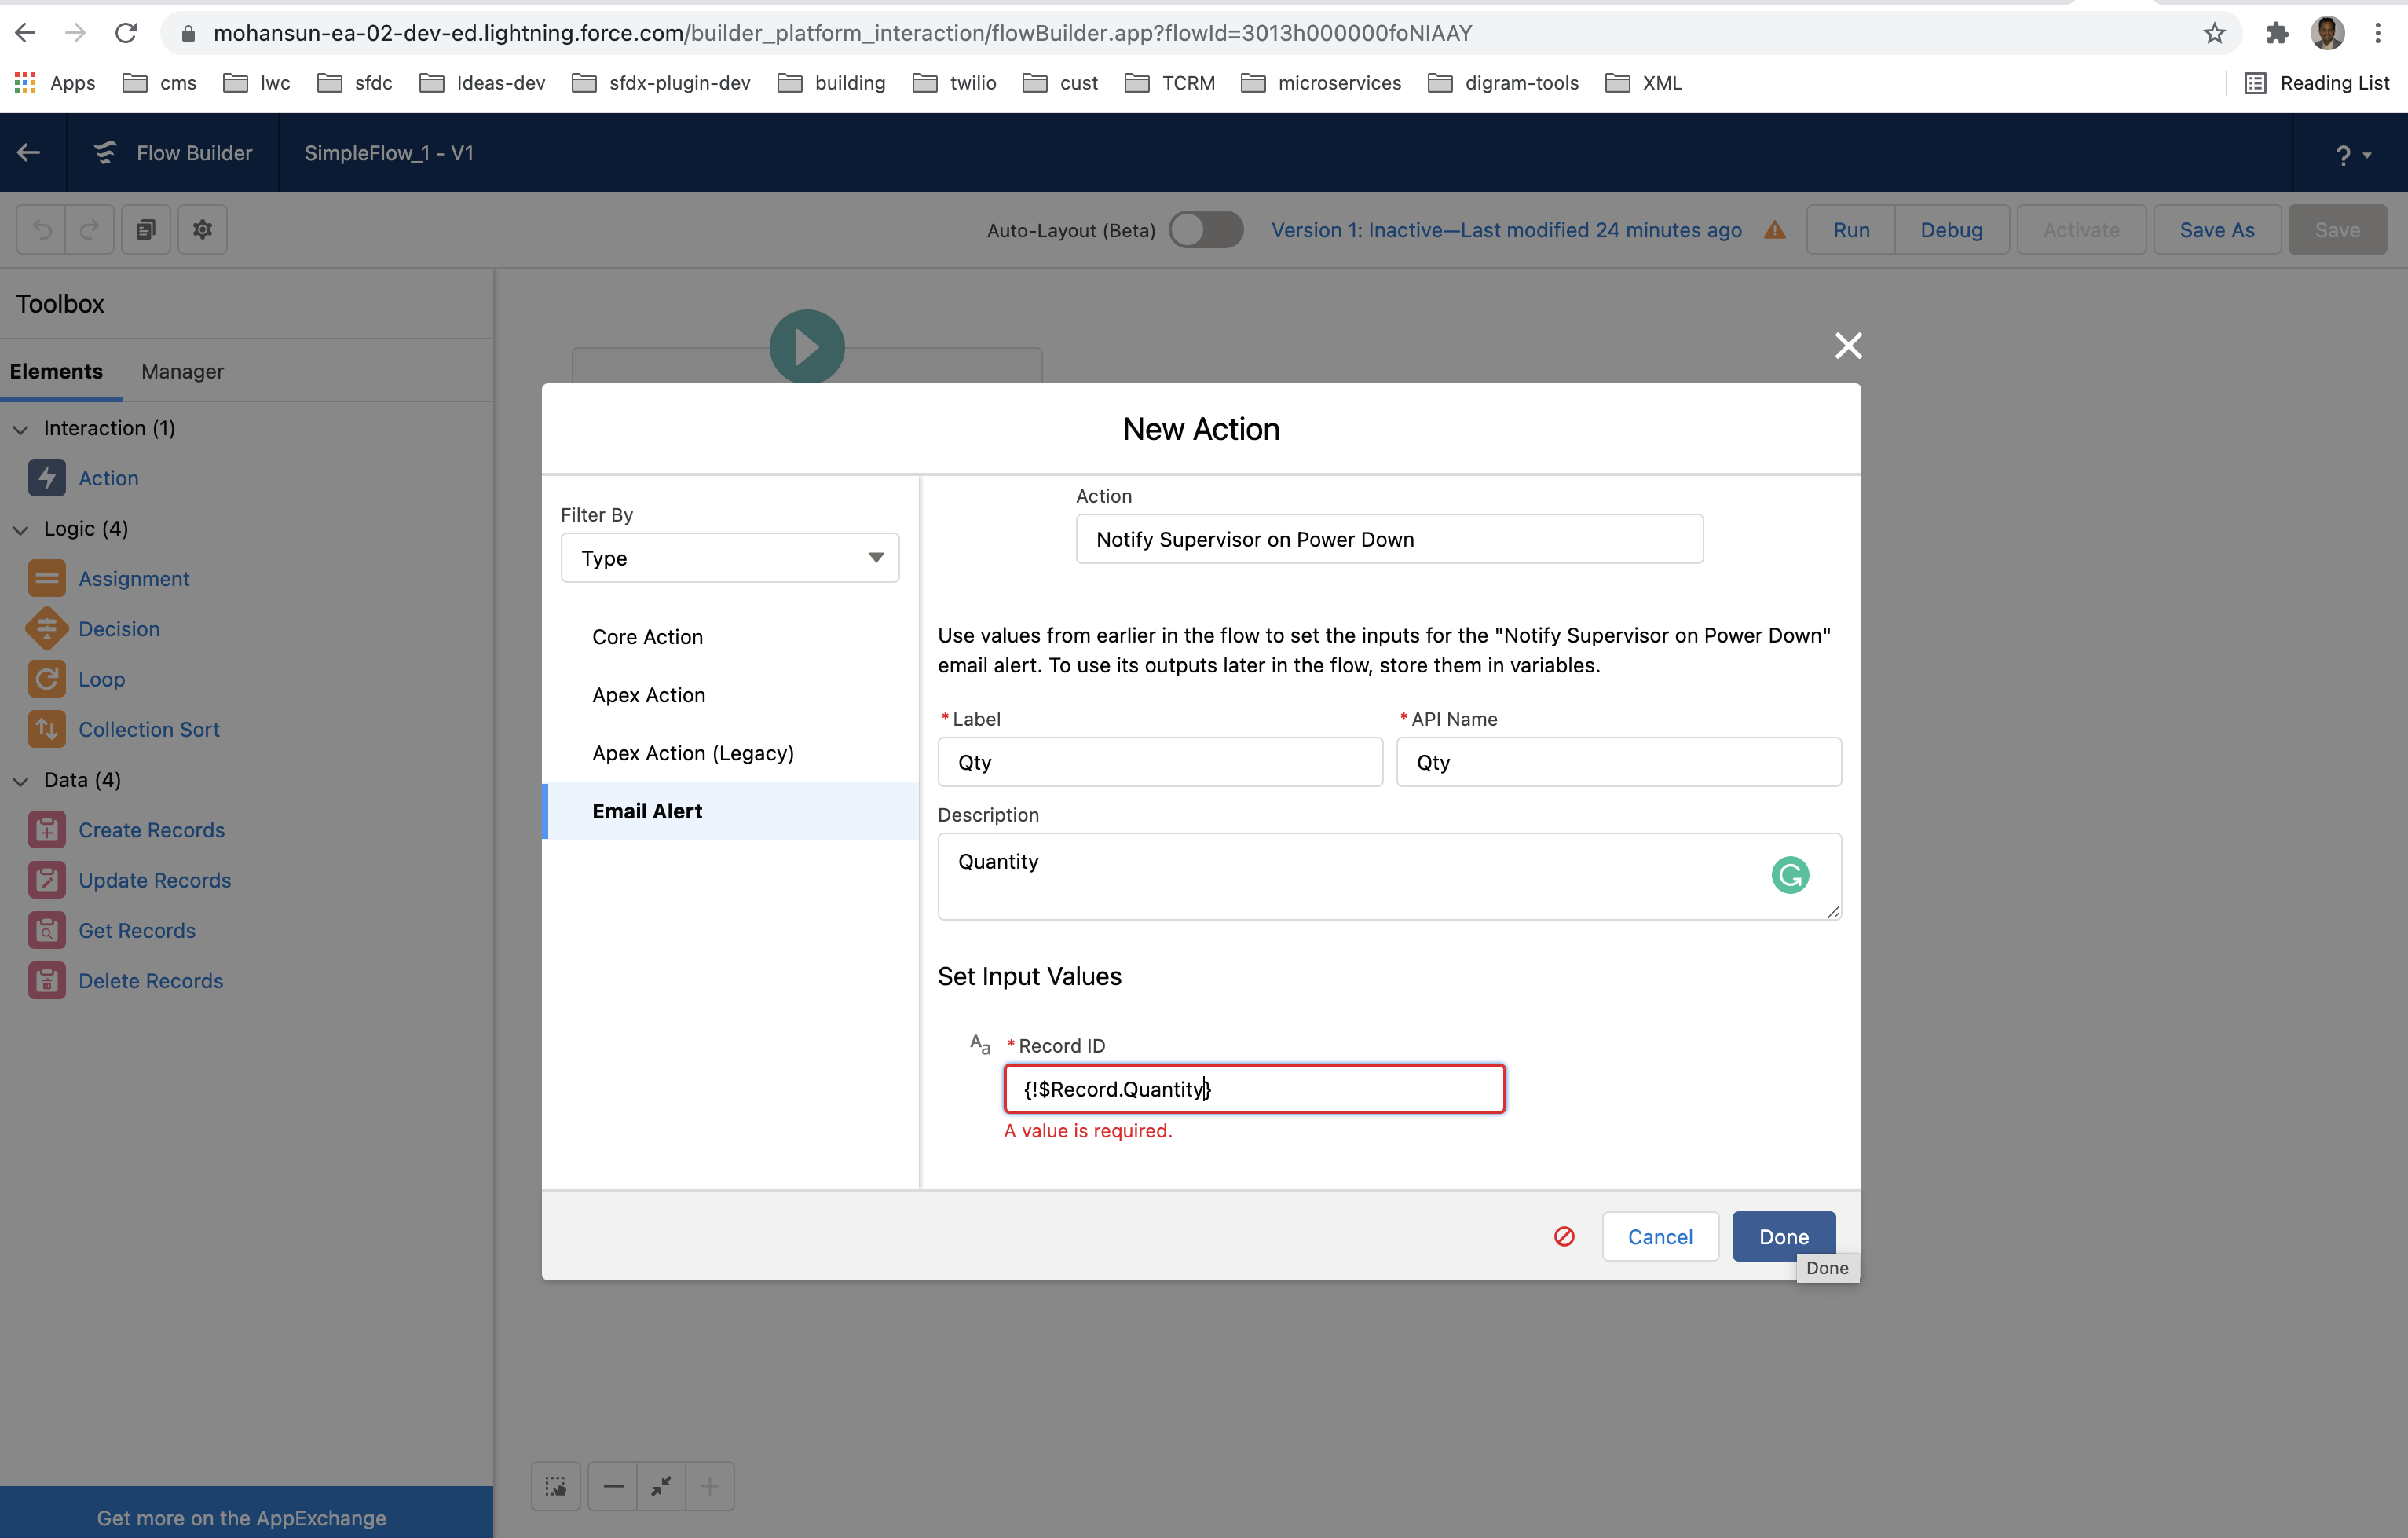 mohansun-ea-02-dev-ed.lightning.force.com/builder_platform_interaction/flowBuilder.app?flowId=3013h000000foNIAAY
Apps cms lwc sfdc Ideas-dev sfdx-plugin-dev building twilio cust TCRM microservices digram-tools XML Reading List
Flow Builder SimpleFlow_1 - V1 ?
Auto-Layout (Beta) Version 1: Inactive—Last modified 24 minutes ago Run Debug Activate Save As Save
Toolbox
Elements Manager
Interaction (1)
Action
Logic (4)
Assignment
Decision
Loop
Collection Sort
Data (4)
Create Records
Update Records
Get Records
Delete Records
Get more on the AppExchange
New Action
Filter By
Type
Core Action
Apex Action
Apex Action (Legacy)
Email Alert
Action
Notify Supervisor on Power Down
Use values from earlier in the flow to set the inputs for the "Notify Supervisor on Power Down"
email alert. To use its outputs later in the flow, store them in variables.
* Label * API Name
Qty Qty
Description
Quantity
Set Input Values
Aa * Record ID
{!$Record.Quantity}
A value is required.
Cancel Done
Done